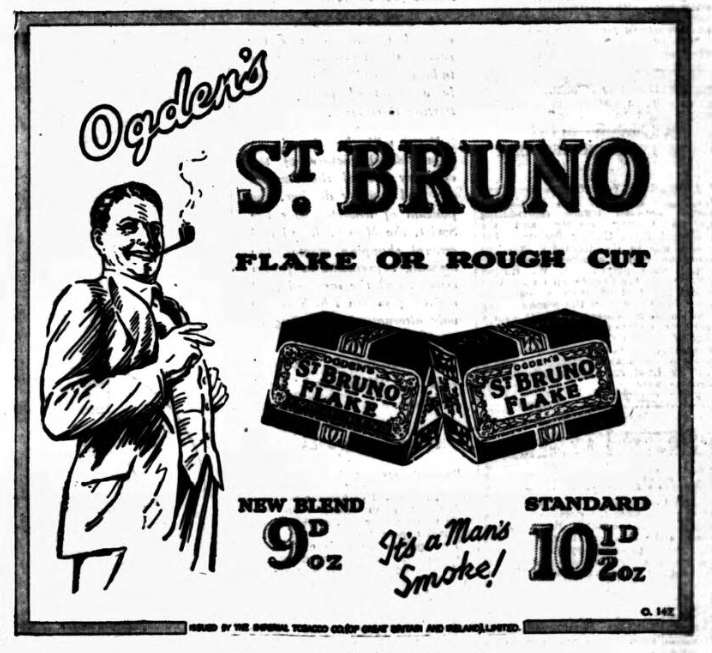 Ogden's
ST. BRUNO
FLAKE OR ROUGH CUT
OGDEN'S
ST BRUNO
FLAKE
OGDEN'S
ST BRUNO
FLAKE
NEW BLEND
9D oz
It's a Man's
Smoke!
STANDARD
10½D oz
O. 142
ISSUED BY THE IMPERIAL TOBACCO CO. (OF GREAT BRITAIN AND IRELAND), LIMITED.